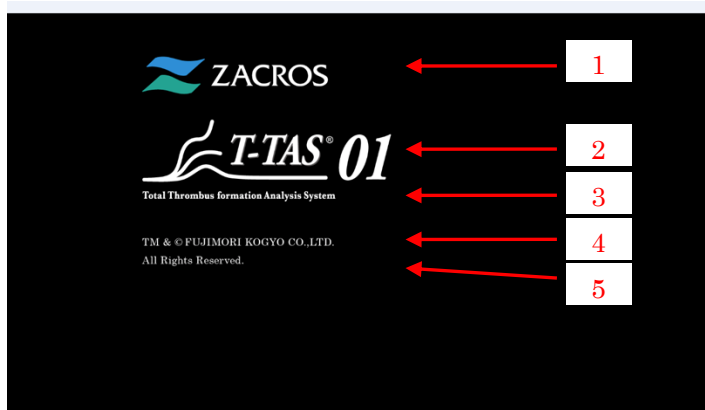 ZACROS
1
T-TAS® 01
2
Total Thrombus formation Analysis System
3
TM & © FUJIMORI KOGYO CO.,LTD.
4
All Rights Reserved.
5